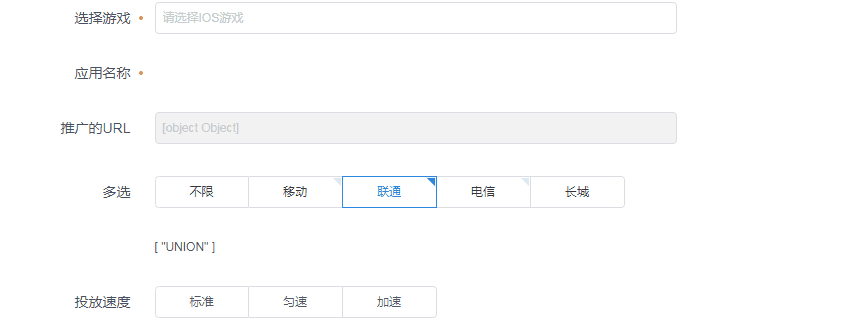 选择游戏 • 请选择IOS游戏
应用名称 •
推广的URL [object Object]
多选 不限 移动 联通 电信 长城
[ "UNION" ]
投放速度 标准 匀速 加速